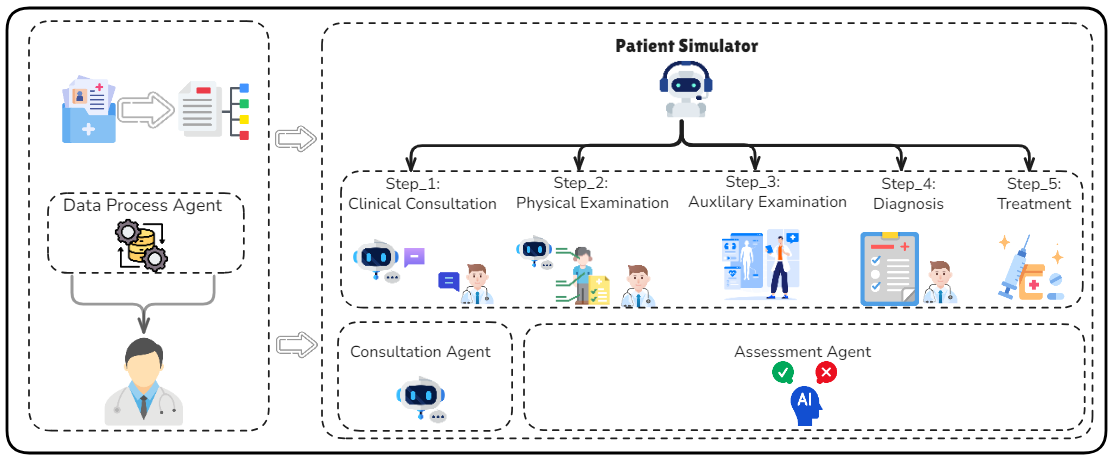 Patient Simulator
Step_1:
Clinical Consultation
Step_2:
Physical Examination
Step_3:
Auxlilary Examination
Step_4:
Diagnosis
Step_5:
Treatment
Data Process Agent
Consultation Agent
Assessment Agent
AI